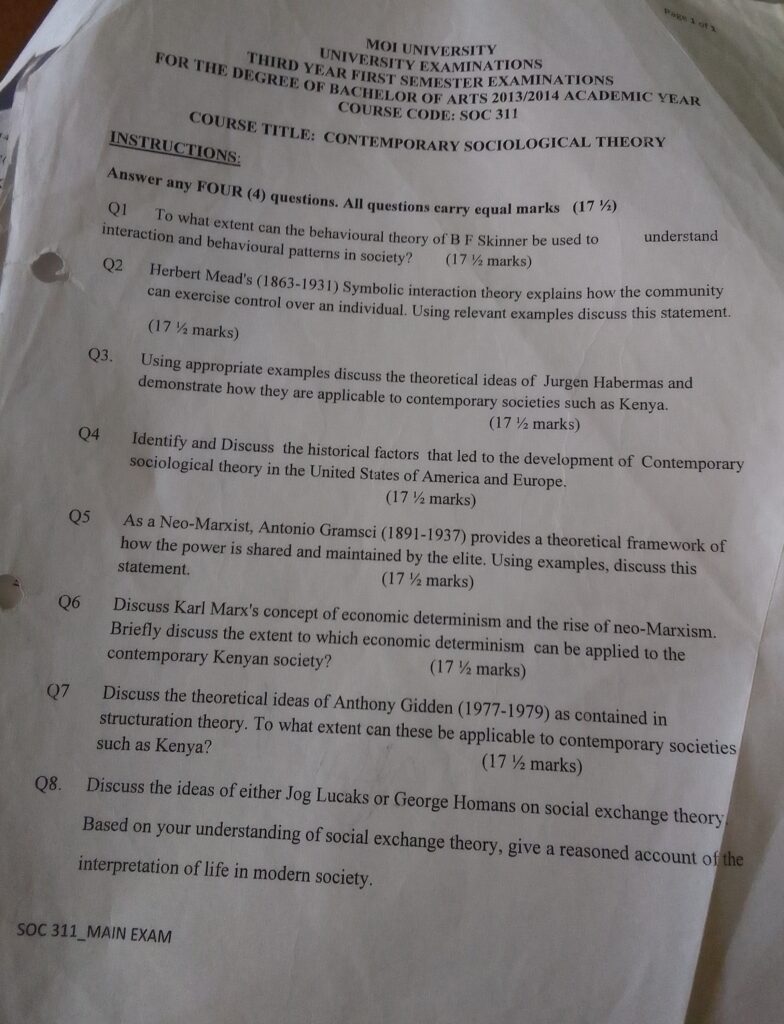 Page 1 of 1
MOI UNIVERSITY
UNIVERSITY EXAMINATIONS
THIRD YEAR FIRST SEMESTER EXAMINATIONS
FOR THE DEGREE OF BACHELOR OF ARTS 2013/2014 ACADEMIC YEAR
COURSE CODE: SOC 311
COURSE TITLE: CONTEMPORARY SOCIOLOGICAL THEORY
INSTRUCTIONS:
Answer any FOUR (4) questions. All questions carry equal marks (17 ½)
Q1 To what extent can the behavioural theory of B F Skinner be used to understand
interaction and behavioural patterns in society? (17 ½ marks)
Q2 Herbert Mead's (1863-1931) Symbolic interaction theory explains how the community
can exercise control over an individual. Using relevant examples discuss this statement.
(17 ½ marks)
Q3. Using appropriate examples discuss the theoretical ideas of Jurgen Habermas and
demonstrate how they are applicable to contemporary societies such as Kenya.
(17 ½ marks)
Q4 Identify and Discuss the historical factors that led to the development of Contemporary
sociological theory in the United States of America and Europe.
(17 ½ marks)
Q5 As a Neo-Marxist, Antonio Gramsci (1891-1937) provides a theoretical framework of
how the power is shared and maintained by the elite. Using examples, discuss this
statement. (17 ½ marks)
Q6 Discuss Karl Marx's concept of economic determinism and the rise of neo-Marxism.
Briefly discuss the extent to which economic determinism can be applied to the
contemporary Kenyan society? (17 ½ marks)
Q7 Discuss the theoretical ideas of Anthony Gidden (1977-1979) as contained in
structuration theory. To what extent can these be applicable to contemporary societies
such as Kenya? (17 ½ marks)
Q8. Discuss the ideas of either Jog Lucaks or George Homans on social exchange theory.
Based on your understanding of social exchange theory, give a reasoned account of the
interpretation of life in modern society.
SOC 311_MAIN EXAM